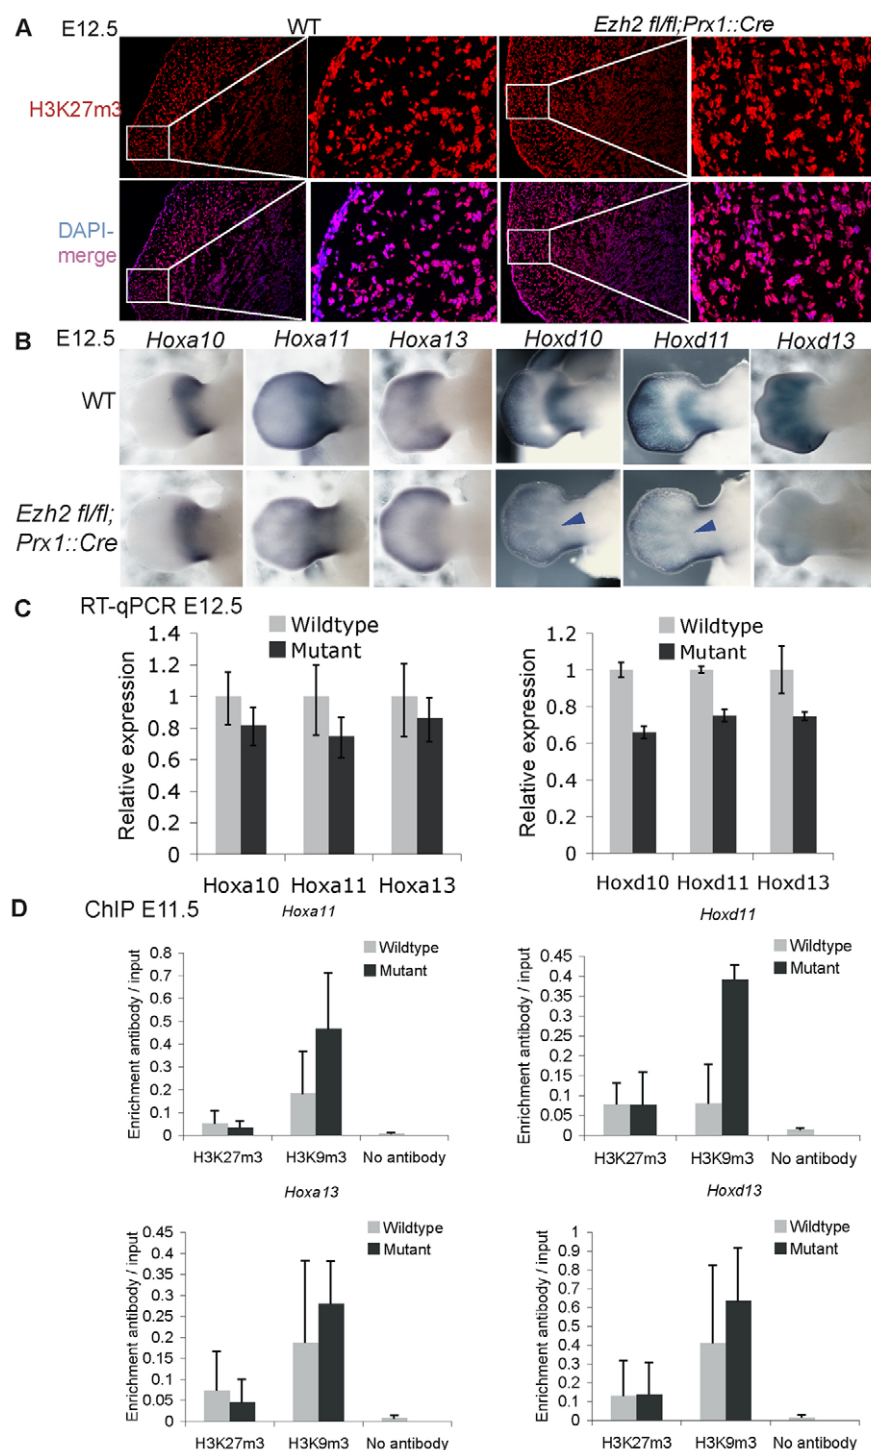 A E12.5 WT Ezh2 fl/fl;Prx1::Cre
H3K27m3
DAPI-
merge
B E12.5 Hoxa10 Hoxa11 Hoxa13 Hoxd10 Hoxd11 Hoxd13
WT
Ezh2 fl/fl;
Prx1::Cre
C RT-qPCR E12.5
Relative expression
1.4
1.2
1
0.8
0.6
0.4
0.2
0
Wildtype
Mutant
Hoxa10 Hoxa11 Hoxa13
Relative expression
1.2
1
0.8
0.6
0.4
0.2
0
Wildtype
Mutant
Hoxd10 Hoxd11 Hoxd13
D ChIP E11.5
Hoxa11
Enrichment antibody / input
0.8
0.7
0.6
0.5
0.4
0.3
0.2
0.1
0
Wildtype
Mutant
H3K27m3 H3K9m3 No antibody
Hoxd11
Enrichment antibody / input
0.45
0.4
0.35
0.30
0.25
0.20
0.15
0.1
0.05
0
Wildtype
Mutant
H3K27m3 H3K9m3 No antibody
Hoxa13
Enrichment antibody / input
0.45
0.4
0.35
0.3
0.25
0.2
0.15
0.1
0.05
0
Wildtype
Mutant
H3K27m3 H3K9m3 No antibody
Hoxd13
Enrichment antibody / input
1
0.9
0.8
0.7
0.6
0.5
0.4
0.3
0.2
0.1
0
Wildtype
Mutant
H3K27m3 H3K9m3 No antibody